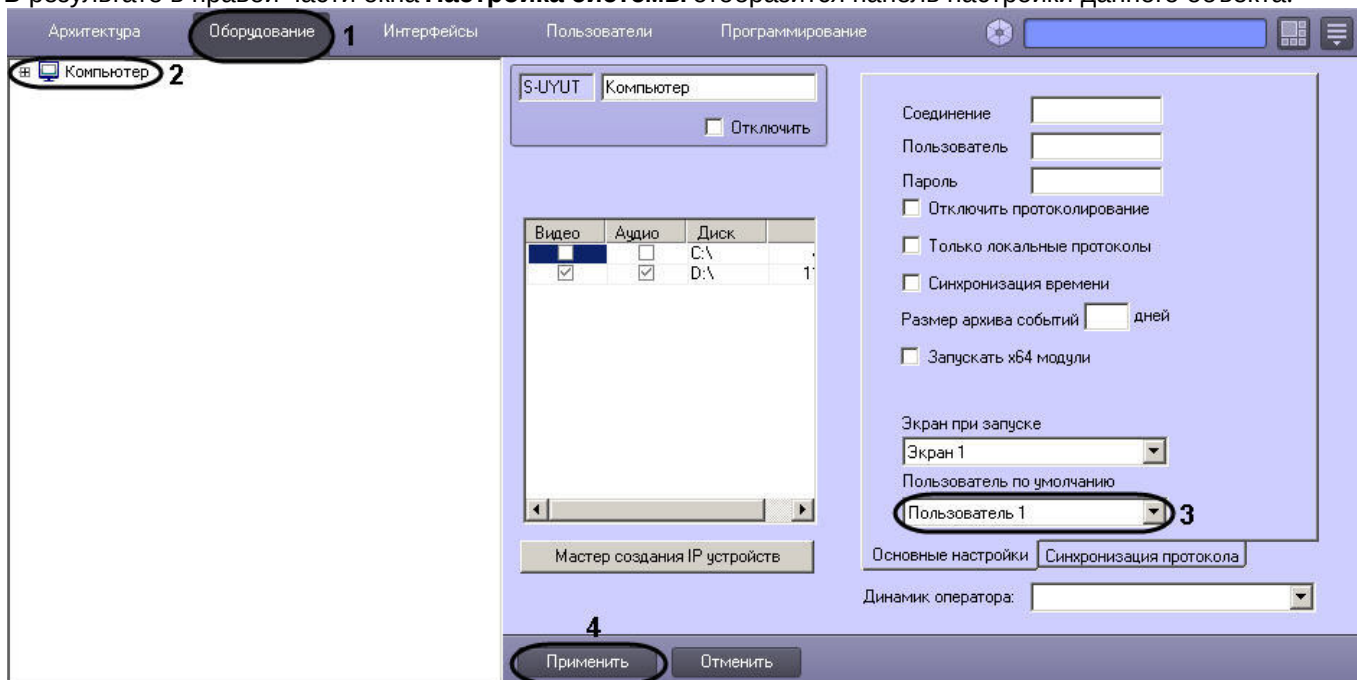 В результате в правой части окна Настройка системы отобразится панель настройки данного объекта.
Архитектура Оборудование 1 Интерфейсы Пользователи Программирование
Компьютер 2
S-UYUT Компьютер
Отключить
Видео Аудио Диск
C:\
D:\ 1
Мастер создания IP устройств
Соединение
Пользователь
Пароль
Отключить протоколирование
Только локальные протоколы
Синхронизация времени
Размер архива событий дней
Запускать x64 модули
Экран при запуске
Экран 1
Пользователь по умолчанию
Пользователь 1 3
Основные настройки Синхронизация протокола
Динамик оператора:
4
Применить Отменить